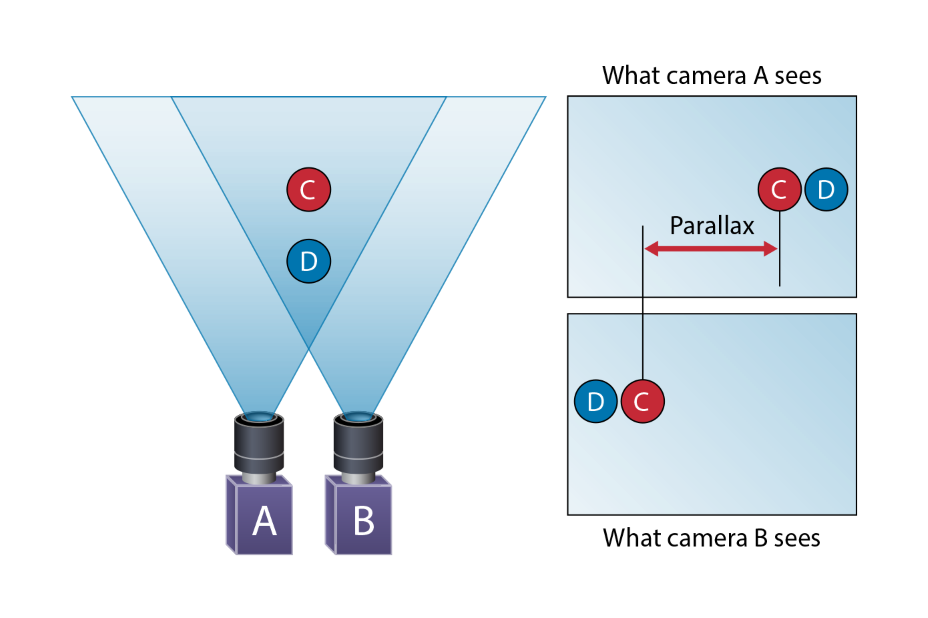 What camera A sees
C
D
C D
Parallax
D C
A B
What camera B sees